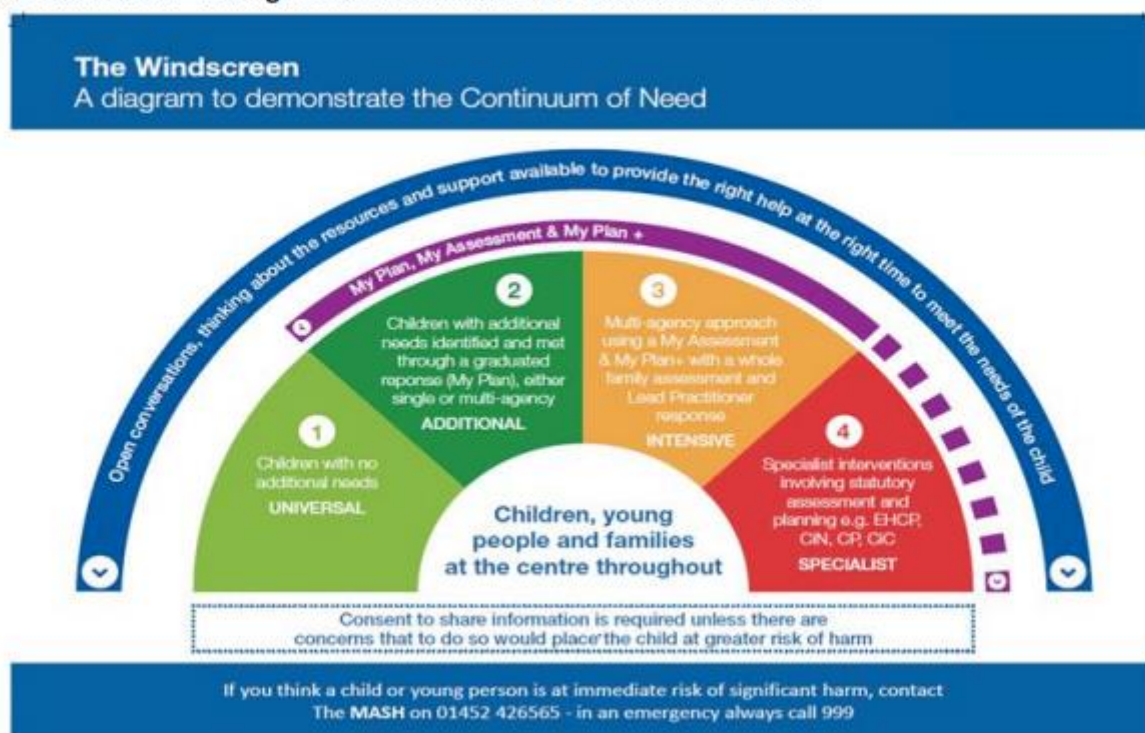 The Windscreen
A diagram to demonstrate the Continuum of Need
Open conversations, thinking about the resources and support available to provide the right help at the right time to meet the needs of the child
My Plan, My Assessment & My Plan +
1
Children with no
additional needs
UNIVERSAL
2
Children with additional
needs identified and met
through a graduated
reponse (My Plan), either
single or multi-agency
ADDITIONAL
3
Multi-agency approach
using a My Assessment
& My Plan+ with a whole
family assessment and
Lead Practitioner
response
INTENSIVE
4
Specialist interventions
involving statutory
assessment and
planning e.g. EHCP,
CiN, CP, CiC
SPECIALIST
Children, young
people and families
at the centre throughout
Consent to share information is required unless there are
concerns that to do so would place the child at greater risk of harm
If you think a child or young person is at immediate risk of significant harm, contact
The MASH on 01452 426565 - in an emergency always call 999